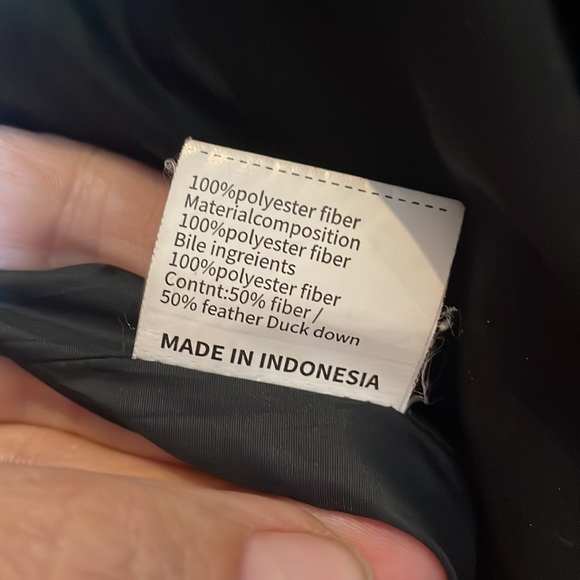 100%polyester fiber
Materialcomposition
100%polyester fiber
Bile ingreients
100%polyester fiber
Contnt:50% fiber /
50% feather Duck down
MADE IN INDONESIA